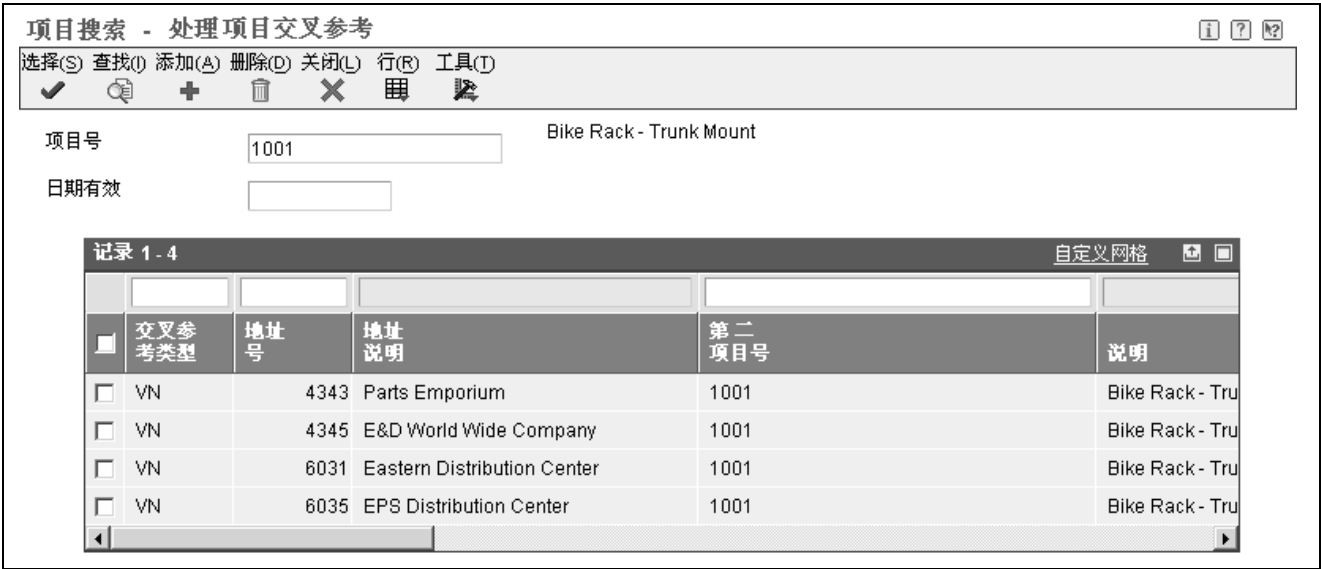 项目搜索 - 处理项目交叉参考
选择(S) 查找(I) 添加(A) 删除(D) 关闭(L) 行(R) 工具(T)
项目号 1001 Bike Rack - Trunk Mount
日期有效
记录 1 - 4 自定义网格
交叉参考类型 地址号 地址说明 第二项目号 说明
VN 4343 Parts Emporium 1001 Bike Rack - Tru
VN 4345 E&D World Wide Company 1001 Bike Rack - Tru
VN 6031 Eastern Distribution Center 1001 Bike Rack - Tru
VN 6035 EPS Distribution Center 1001 Bike Rack - Tru